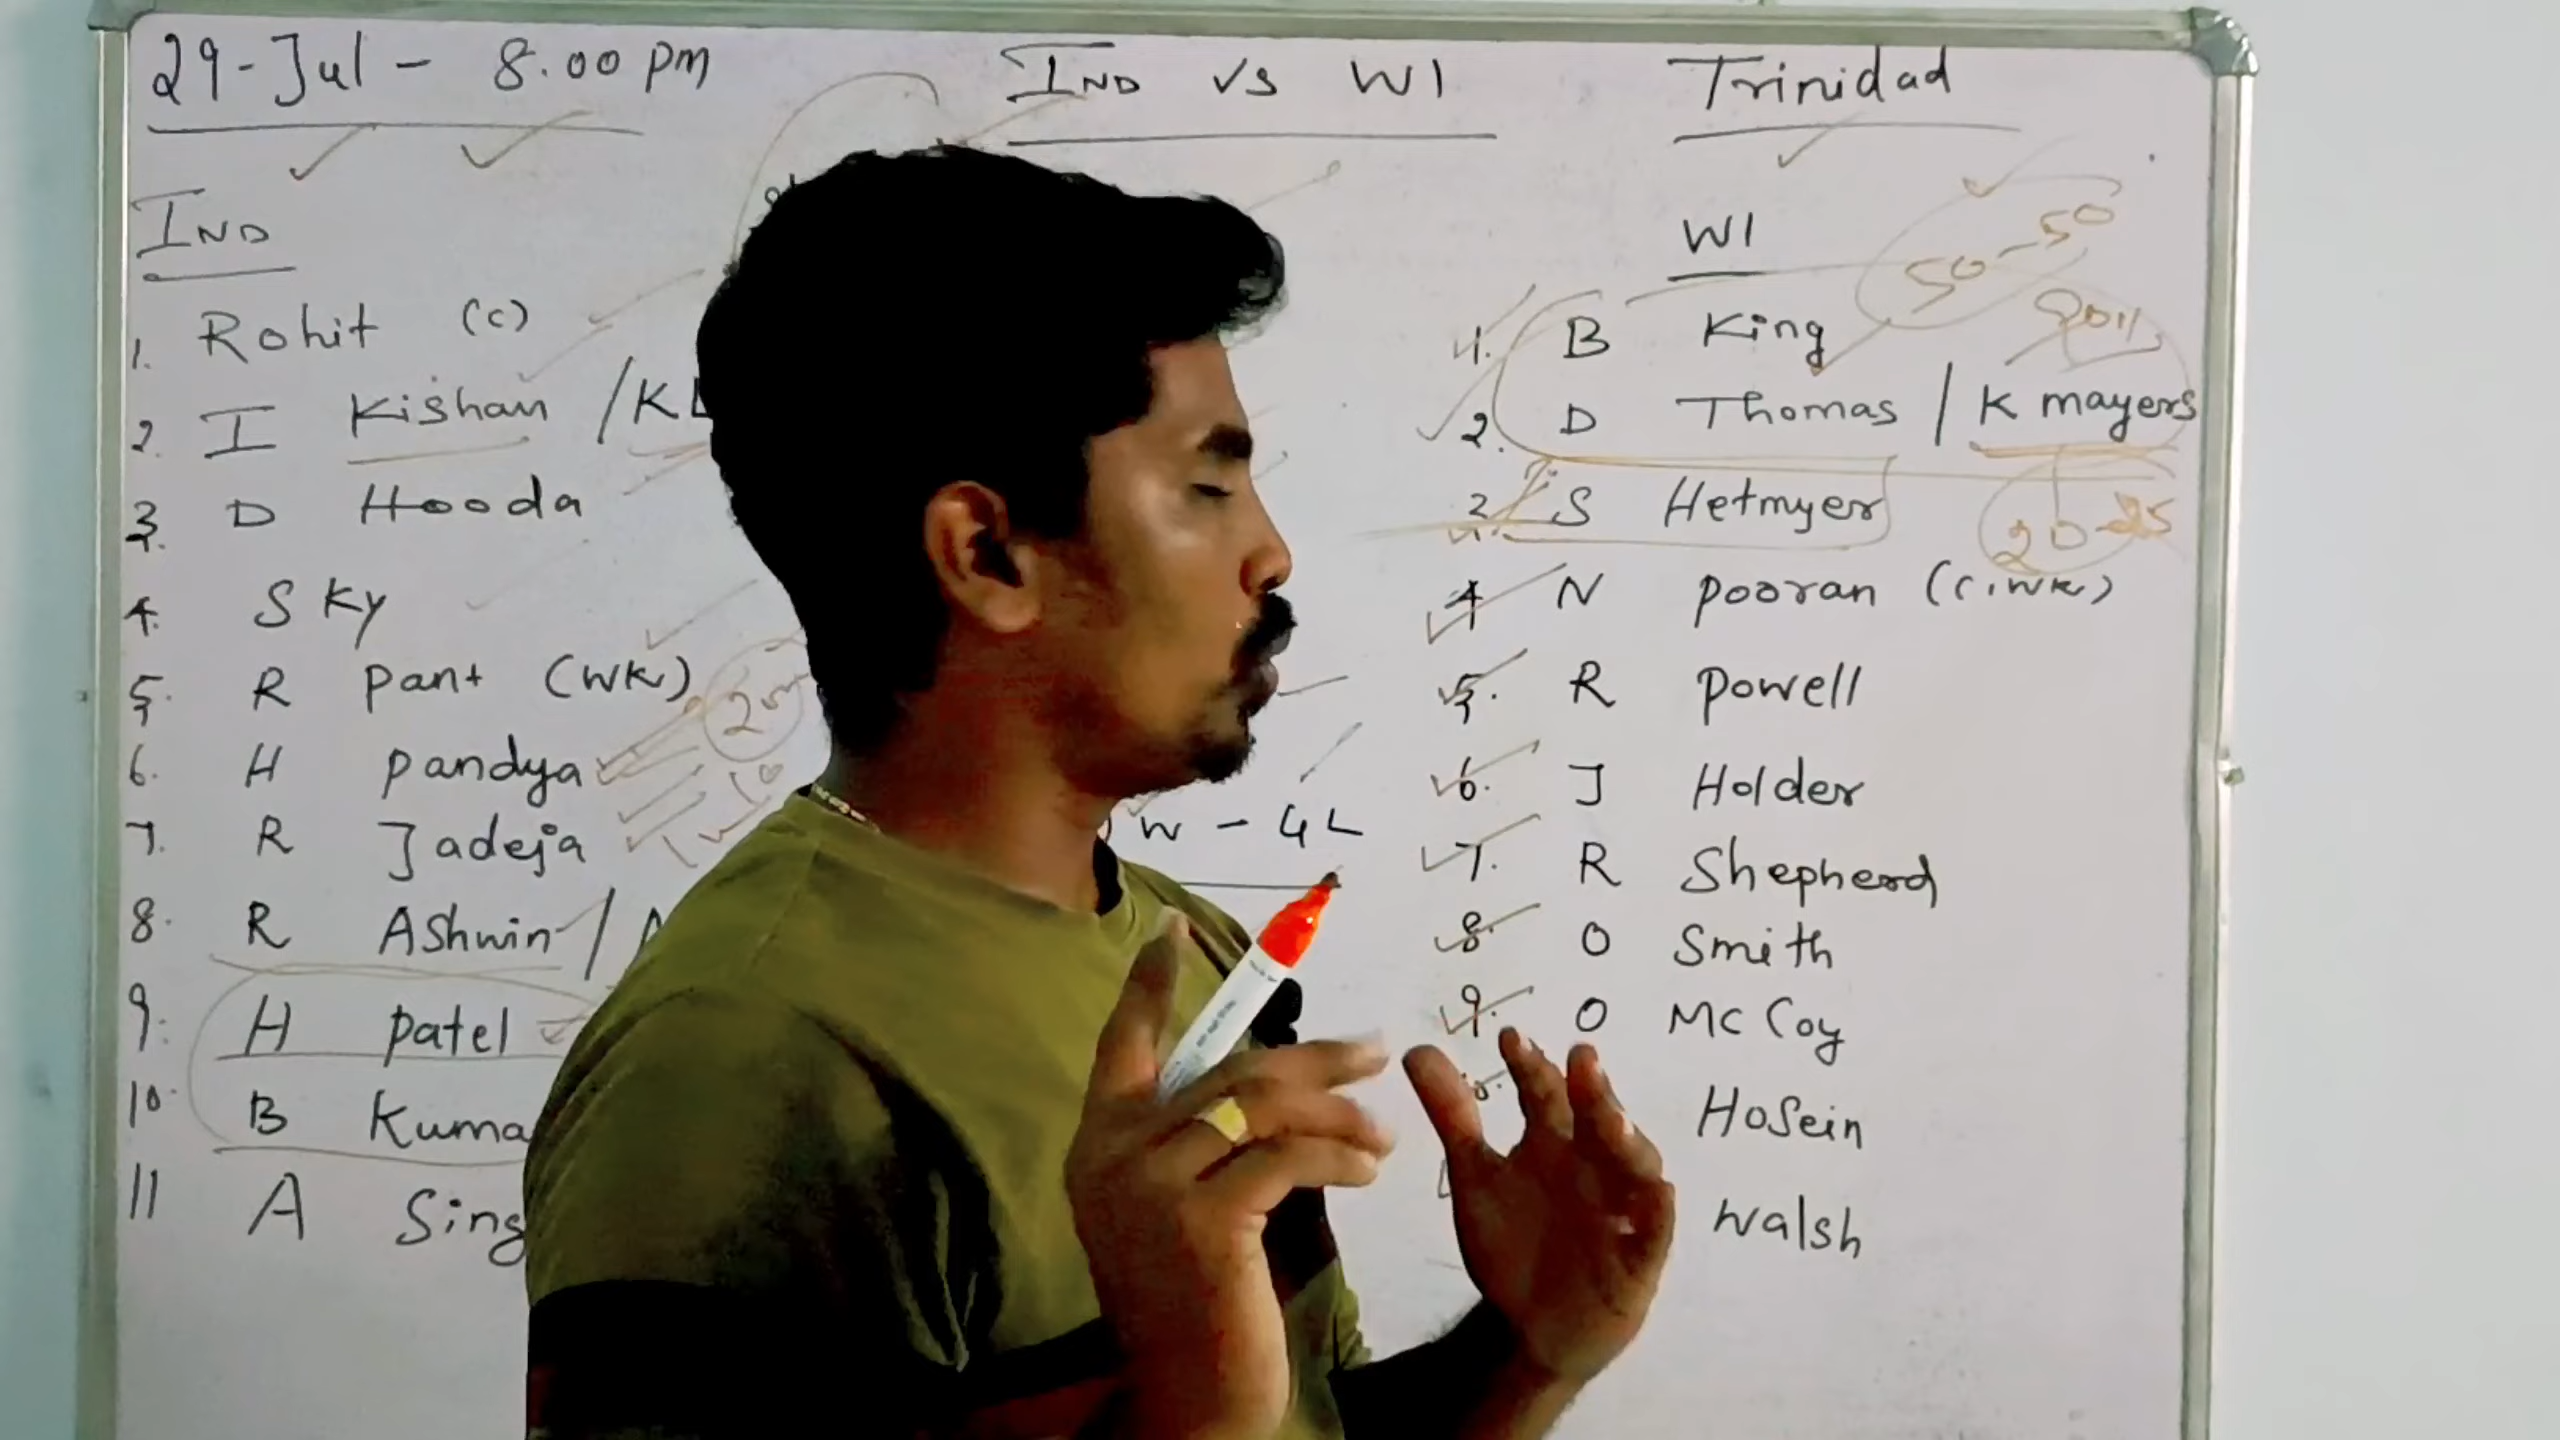 29-Jul - 8.00 pm
IND vs WI
Trinidad
IND
1. Rohit (c)
2. I Kishan / KL
3. D Hooda
4. SKY
5. R Pant (WK)
6. H Pandya
7. R Jadeja
8. R Ashwin / A
9. H Patel
10. B Kuma
11 A Sing
W - 4L
WI
50-50
1. B King
2. D Thomas / K mayers
3 S Hetmyer
20-25
4 N Pooran (C.WK)
5. R Powell
6. J Holder
7. R Shepherd
8. O Smith
9. O Mc Coy
10. Hosein
Walsh